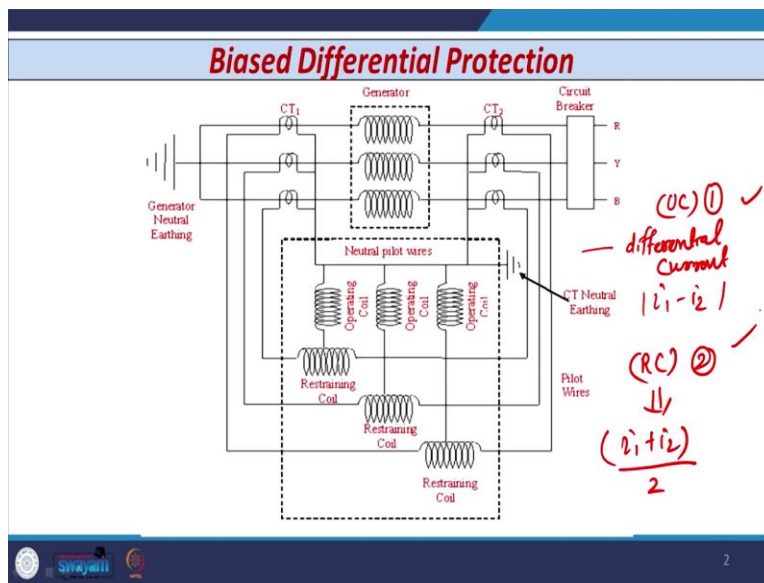 Biased Differential Protection
Generator
CT₁
CT₂
Circuit
Breaker
R
Y
B
Generator
Neutral
Earthing
Neutral pilot wires
Operating
Coil
Operating
Coil
Operating
Coil
CT Neutral
Earthing
Restraining
Coil
Restraining
Coil
Restraining
Coil
Pilot
Wires
(OC) ① ✓
— differential
current
|i₁ - i₂|
(RC) ②
⇓
(i₁ + i₂)
2
swayam
2